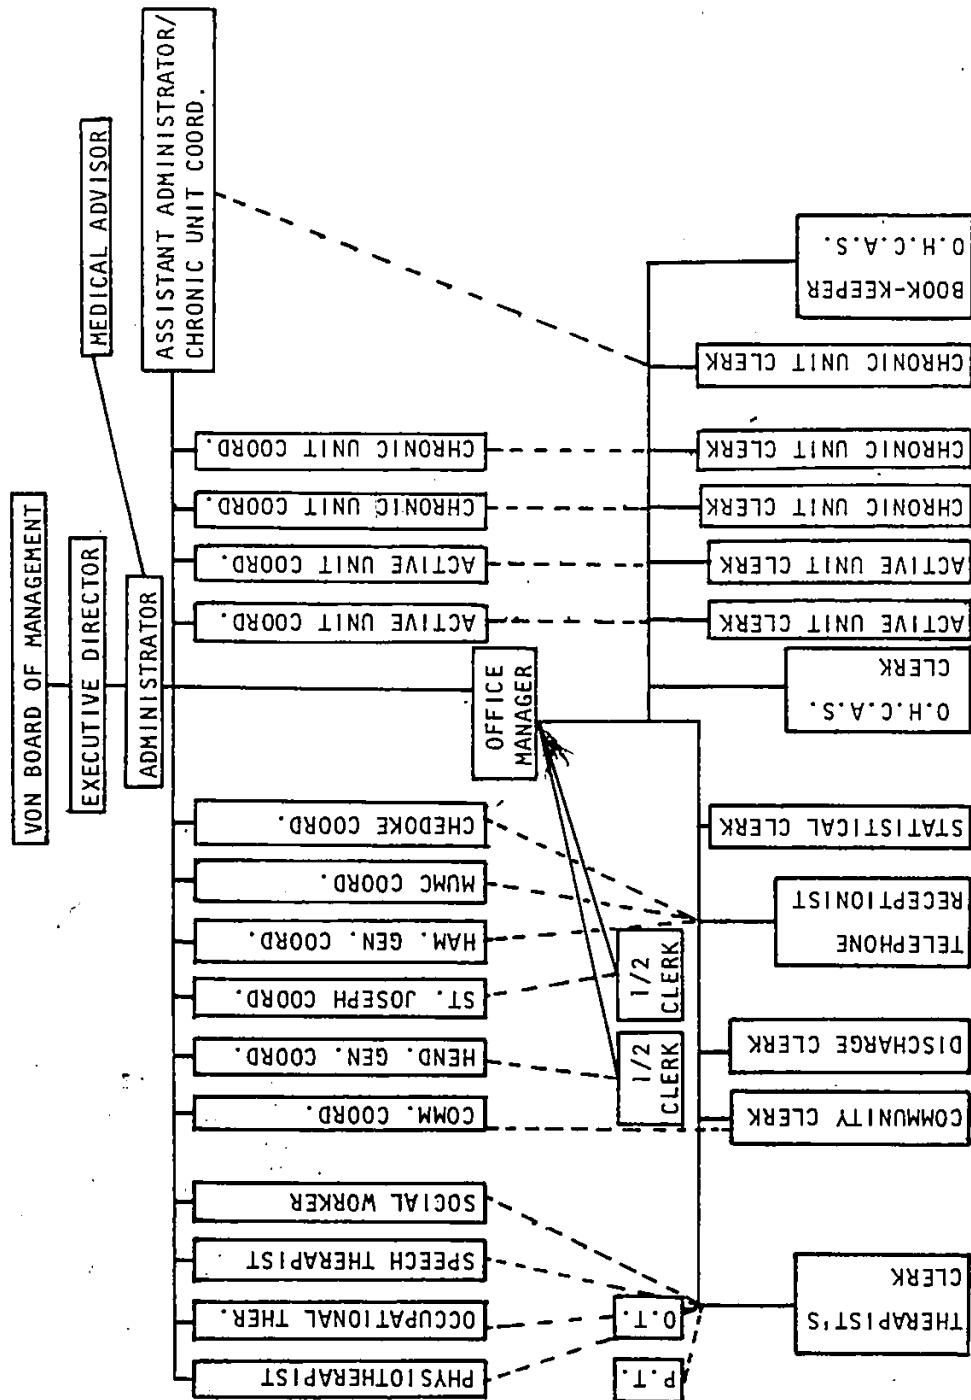 VON BOARD OF MANAGEMENT
EXECUTIVE DIRECTOR
ADMINISTRATOR
MEDICAL ADVISOR
ASSISTANT ADMINISTRATOR/
CHRONIC UNIT COORD.
PHYSIOTHERAPIST
OCCUPATIONAL THER.
SPEECH THERAPIST
SOCIAL WORKER
COMM. COORD.
HEND. GEN. COORD.
ST. JOSEPH COORD.
HAM. GEN. COORD.
MUMC COORD.
CHEDOKE COORD.
ACTIVE UNIT COORD.
ACTIVE UNIT COORD.
CHRONIC UNIT COORD.
CHRONIC UNIT COORD.
OFFICE
MANAGER
P.T.
O.T.
1/2
CLERK
1/2
CLERK
THERAPIST'S
CLERK
COMMUNITY CLERK
DISCHARGE CLERK
TELEPHONE
RECEPTIONIST
STATISTICAL CLERK
O.H.C.A.S.
CLERK
ACTIVE UNIT CLERK
ACTIVE UNIT CLERK
CHRONIC UNIT CLERK
CHRONIC UNIT CLERK
CHRONIC UNIT CLERK
BOOK-KEEPER
O.H.C.A.S.